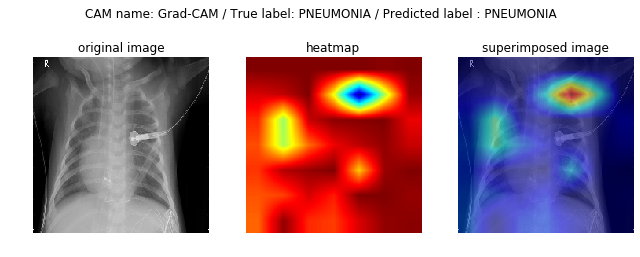 CAM name: Grad-CAM / True label: PNEUMONIA / Predicted label : PNEUMONIA
original image
heatmap
superimposed image
R
R